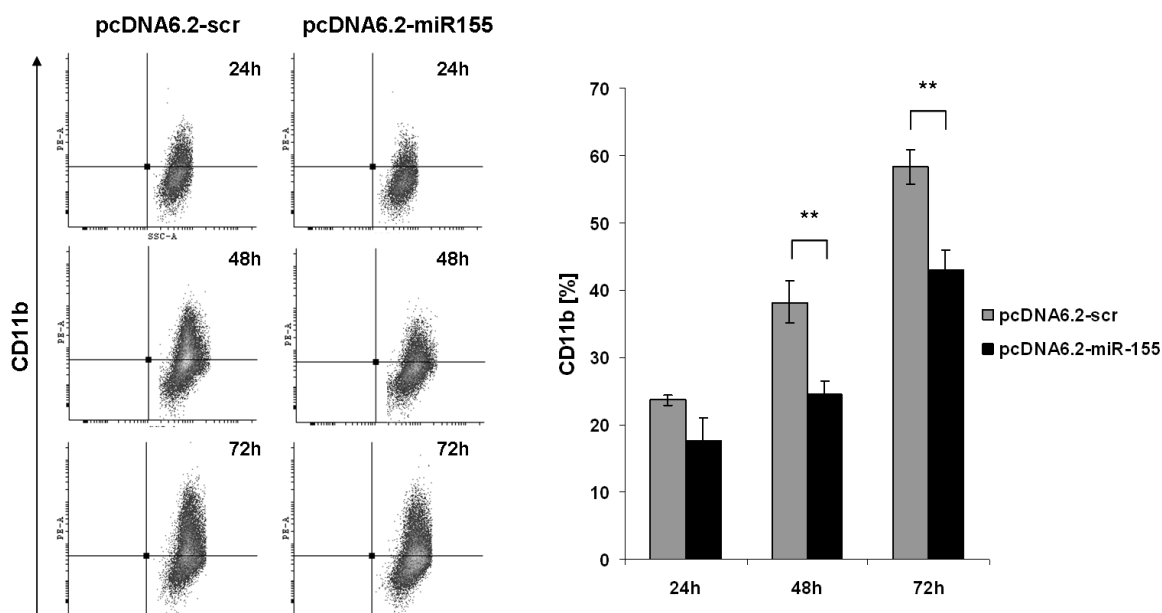 pcDNA6.2-scr
pcDNA6.2-miR155
CD11b
24h
PE-A
SSC-A
24h
PE-A
48h
PE-A
48h
PE-A
72h
PE-A
72h
PE-A
CD11b [%]
70
60
50
40
30
20
10
0
**
**
24h
48h
72h
pcDNA6.2-scr
pcDNA6.2-miR-155